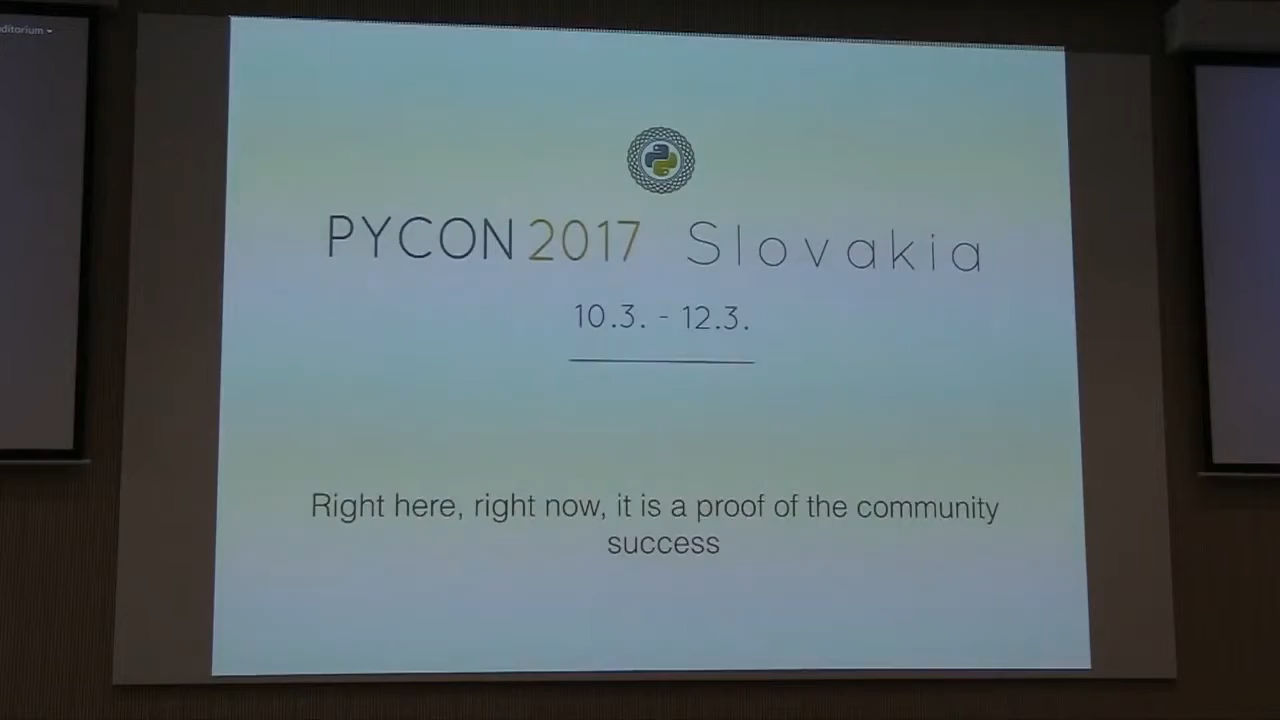 PYCON 2017 Slovakia
10.3. - 12.3.
Right here, right now, it is a proof of the community
success